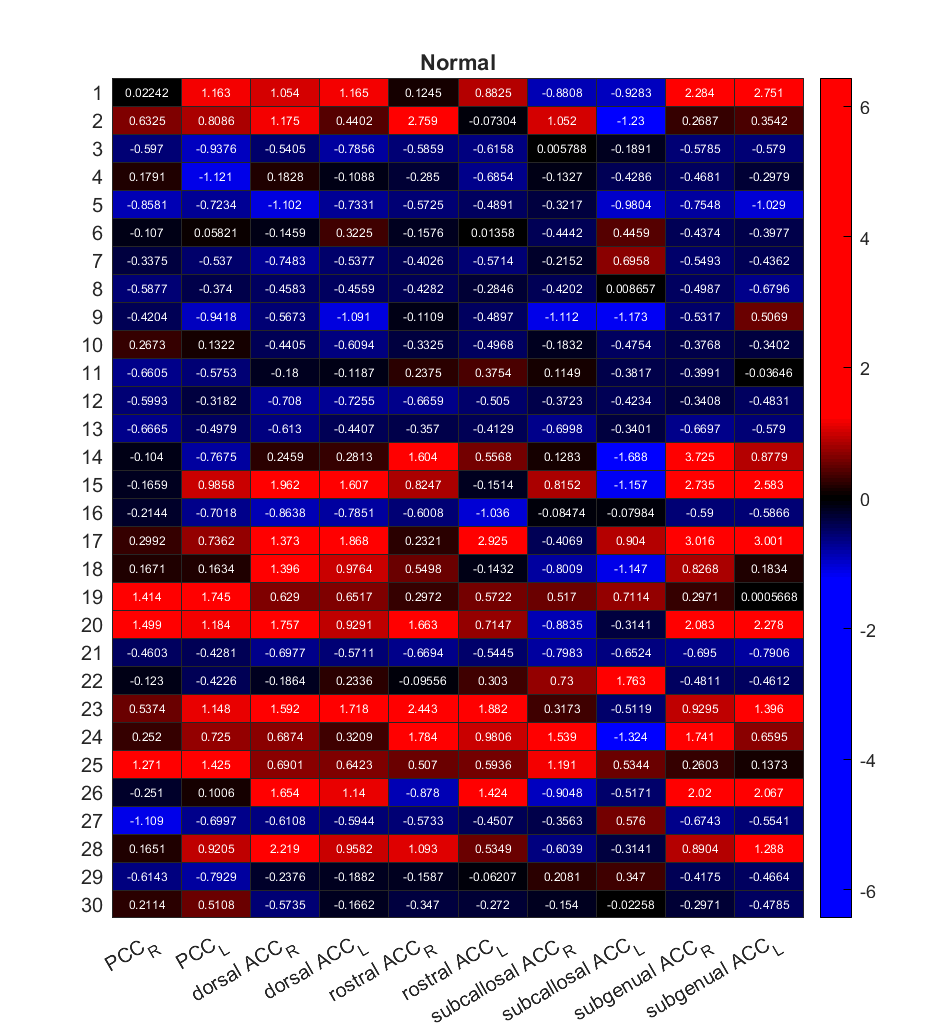 Normal
1 0.02242 1.163 1.054 1.165 0.1245 0.8825 -0.8808 -0.9283 2.284 2.751
2 0.6325 0.8086 1.175 0.4402 2.759 -0.07304 1.052 -1.23 0.2687 0.3542
3 -0.597 -0.9376 -0.5405 -0.7856 -0.5859 -0.6158 0.005788 -0.1891 -0.5785 -0.579
4 0.1791 -1.121 0.1828 -0.1088 -0.285 -0.6854 -0.1327 -0.4286 -0.4681 -0.2979
5 -0.8581 -0.7234 -1.102 -0.7331 -0.5725 -0.4891 -0.3217 -0.9804 -0.7548 -1.029
6 -0.107 0.05821 -0.1459 0.3225 -0.1576 0.01358 -0.4442 0.4459 -0.4374 -0.3977
7 -0.3375 -0.537 -0.7483 -0.5377 -0.4026 -0.5714 -0.2152 0.6958 -0.5493 -0.4362
8 -0.5877 -0.374 -0.4583 -0.4559 -0.4282 -0.2846 -0.4202 0.008657 -0.4987 -0.6796
9 -0.4204 -0.9418 -0.5673 -1.091 -0.1109 -0.4897 -1.112 -1.173 -0.5317 0.5069
10 0.2673 0.1322 -0.4405 -0.6094 -0.3325 -0.4968 -0.1832 -0.4754 -0.3768 -0.3402
11 -0.6605 -0.5753 -0.18 -0.1187 0.2375 0.3754 0.1149 -0.3817 -0.3991 -0.03646
12 -0.5993 -0.3182 -0.708 -0.7255 -0.6659 -0.505 -0.3723 -0.4234 -0.3408 -0.4831
13 -0.6665 -0.4979 -0.613 -0.4407 -0.357 -0.4129 -0.6998 -0.3401 -0.6697 -0.579
14 -0.104 -0.7675 0.2459 0.2813 1.604 0.5568 0.1283 -1.688 3.725 0.8779
15 -0.1659 0.9858 1.962 1.607 0.8247 -0.1514 0.8152 -1.157 2.735 2.583
16 -0.2144 -0.7018 -0.8638 -0.7851 -0.6008 -1.036 -0.08474 -0.07984 -0.59 -0.5866
17 0.2992 0.7362 1.373 1.868 0.2321 2.925 -0.4069 0.904 3.016 3.001
18 0.1671 0.1634 1.396 0.9764 0.5498 -0.1432 -0.8009 -1.147 0.8268 0.1834
19 1.414 1.745 0.629 0.6517 0.2972 0.5722 0.517 0.7114 0.2971 0.0005668
20 1.499 1.184 1.757 0.9291 1.663 0.7147 -0.8835 -0.3141 2.083 2.278
21 -0.4603 -0.4281 -0.6977 -0.5711 -0.6694 -0.5445 -0.7983 -0.6524 -0.695 -0.7906
22 -0.123 -0.4226 -0.1864 0.2336 -0.09556 0.303 0.73 1.763 -0.4811 -0.4612
23 0.5374 1.148 1.592 1.718 2.443 1.882 0.3173 -0.5119 0.9295 1.396
24 0.252 0.725 0.6874 0.3209 1.784 0.9806 1.539 -1.324 1.741 0.6595
25 1.271 1.425 0.6901 0.6423 0.507 0.5936 1.191 0.5344 0.2603 0.1373
26 -0.251 0.1006 1.654 1.14 -0.878 1.424 -0.9048 -0.5171 2.02 2.067
27 -1.109 -0.6997 -0.6108 -0.5944 -0.5733 -0.4507 -0.3563 0.576 -0.6743 -0.5541
28 0.1651 0.9205 2.219 0.9582 1.093 0.5349 -0.6039 -0.3141 0.8904 1.288
29 -0.6143 -0.7929 -0.2376 -0.1882 -0.1587 -0.06207 0.2081 0.347 -0.4175 -0.4664
30 0.2114 0.5108 -0.5735 -0.1662 -0.347 -0.272 -0.154 -0.02258 -0.2971 -0.4785
PCC_R PCC_L dorsal ACC_R dorsal ACC_L rostral ACC_R rostral ACC_L subcallosal ACC_R subcallosal ACC_L subgenual ACC_R subgenual ACC_L
6
4
2
0
-2
-4
-6